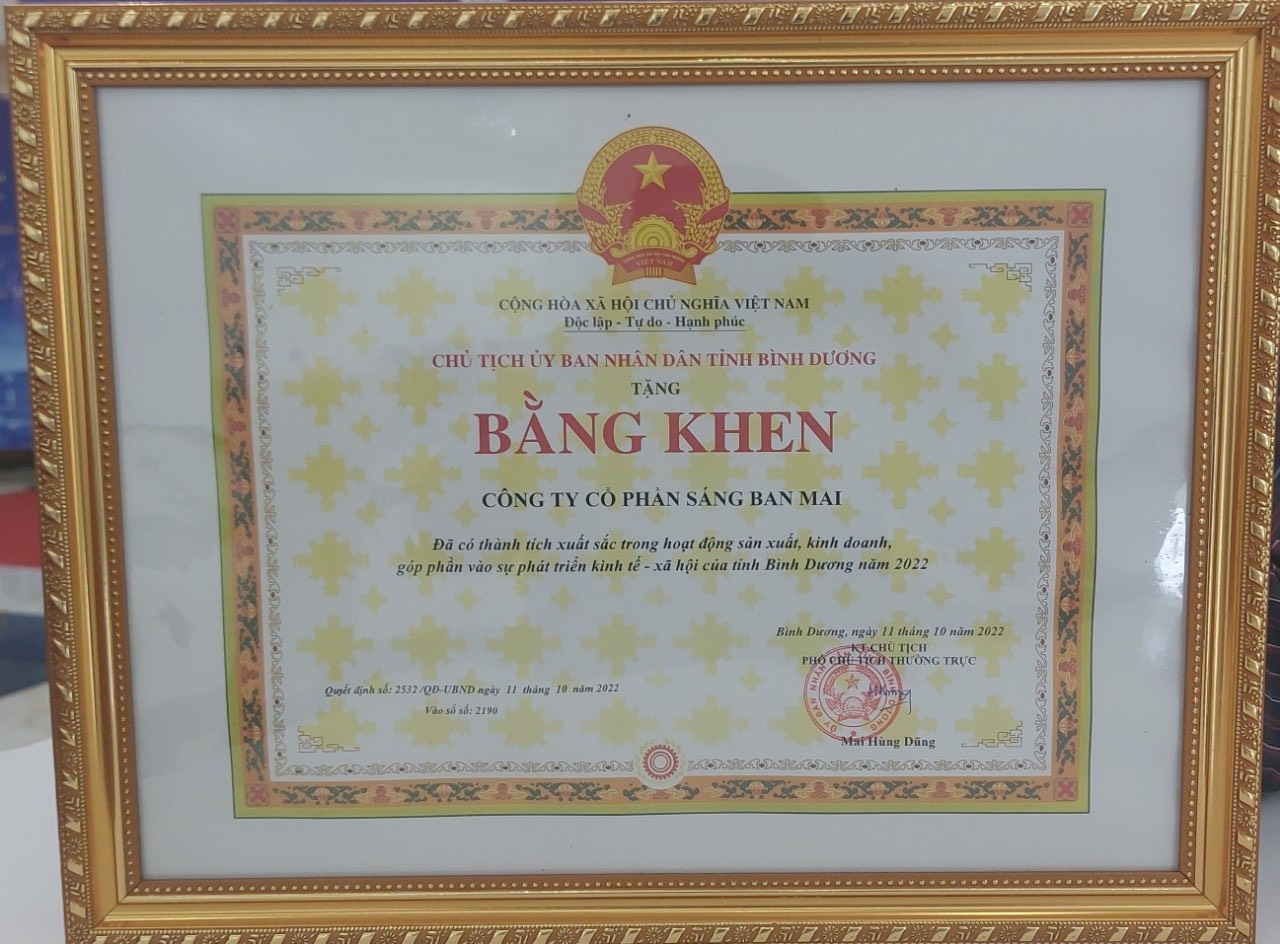 VIỆT NAM
CỘNG HÒA XÃ HỘI CHỦ NGHĨA VIỆT NAM
Độc lập - Tự do - Hạnh phúc
CHỦ TỊCH ỦY BAN NHÂN DÂN TỈNH BÌNH DƯƠNG
TẶNG
BẰNG KHEN
CÔNG TY CỔ PHẦN SÁNG BAN MAI
Đã có thành tích xuất sắc trong hoạt động sản xuất, kinh doanh,
góp phần vào sự phát triển kinh tế - xã hội của tỉnh Bình Dương năm 2022
Bình Dương, ngày 11 tháng 10 năm 2022
KT.CHỦ TỊCH
PHÓ CHỦ TỊCH THƯỜNG TRỰC
Quyết định số: 2532 /QĐ-UBND ngày 11 tháng 10 năm 2022
Vào sổ số: 2190
Mai Hùng Dũng